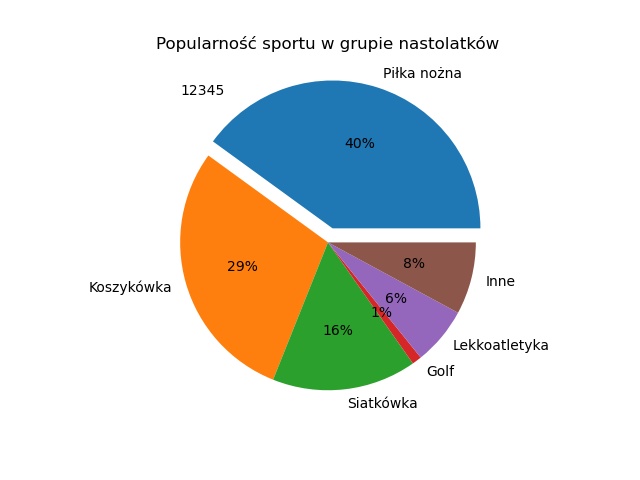 Popularność sportu w grupie nastolatków
Piłka nożna
12345
40%
29%
8%
Inne
Koszykówka
6%
1%
16%
Lekkoatletyka
Golf
Siatkówka